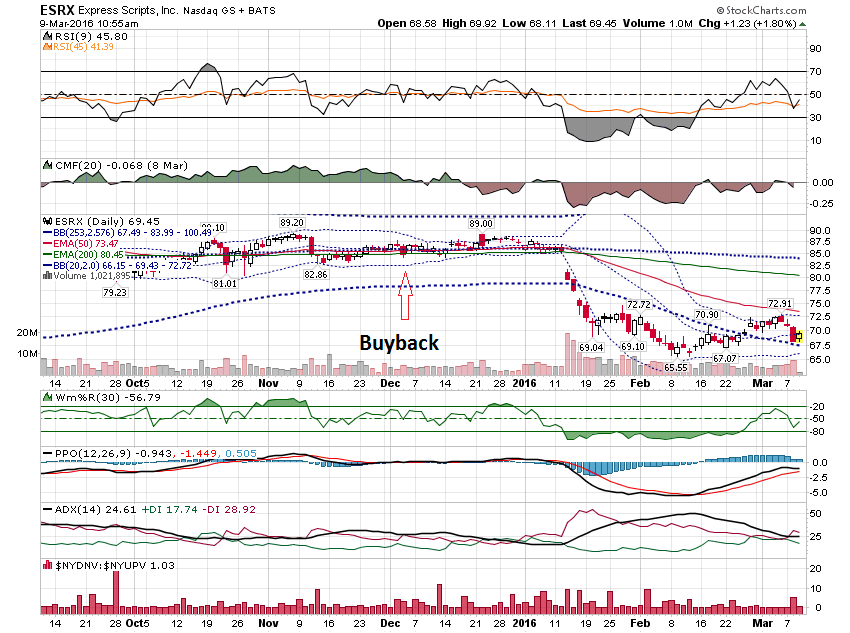 ESRX Express Scripts, Inc. Nasdaq GS + BATS
© StockCharts.com
9-Mar-2016 10:55am
Open 68.58 High 69.92 Low 68.11 Last 69.45 Volume 1.0M Chg +1.23 (+1.80%)
RSI(9) 45.80
RSI(45) 41.39
90
70
50
30
10
CMF(20) -0.068 (8 Mar)
0.00
-0.25
ESRX (Daily) 69.45
BB(253,2.576) 67.49 - 83.99 - 100.49
EMA(50) 73.47
EMA(200) 80.45
BB(20,2.0) 66.15 - 69.43 - 72.72
Volume 1,021,895
79.23
81.01
89.20
82.86
89.00
69.04
72.72
69.10
65.55
70.90
67.07
72.91
90.0
87.5
85.0
82.5
80.0
77.5
75.0
72.5
70.0
67.5
65.0
20M
10M
Buyback
14 21 28 Oct5 12 19 26 Nov 9 16 23 Dec 7 14 21 28 2016 11 19 25 Feb 8 16 22 Mar 7
Wm%R(30) -56.79
-20
-50
-80
PPO(12,26,9) -0.943, -1.449, 0.505
0.0
-2.5
-5.0
ADX(14) 24.61 +DI 17.74 -DI 28.92
50
25
$NYDNV:$NYUPV 1.03
20
10
0
14 21 28 Oct5 12 19 26 Nov 9 16 23 Dec 7 14 21 28 2016 11 19 25 Feb 8 16 22 Mar 7